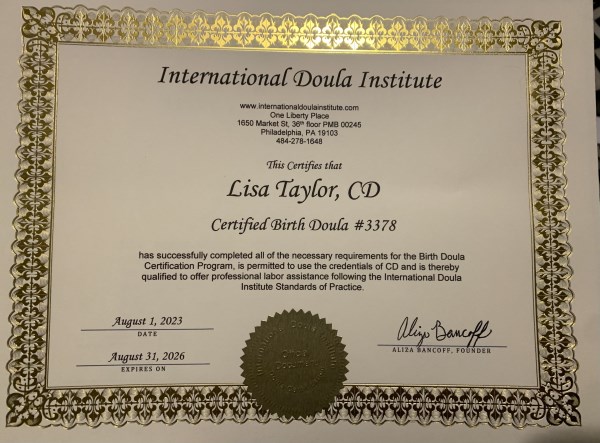 International Doula Institute
www.internationaldoulainstitute.com
One Liberty Place
1650 Market St, 36th floor PMB 00245
Philadelphia, PA 19103
484-278-1648
This Certifies that
Lisa Taylor, CD
Certified Birth Doula #3378
has successfully completed all of the necessary requirements for the Birth Doula
Certification Program, is permitted to use the credentials of CD and is thereby
qualified to offer professional labor assistance following the International Doula
Institute Standards of Practice.
August 1, 2023
DATE
August 31, 2026
EXPIRES ON
Aliza Bancoff
ALIZA BANCOFF, FOUNDER